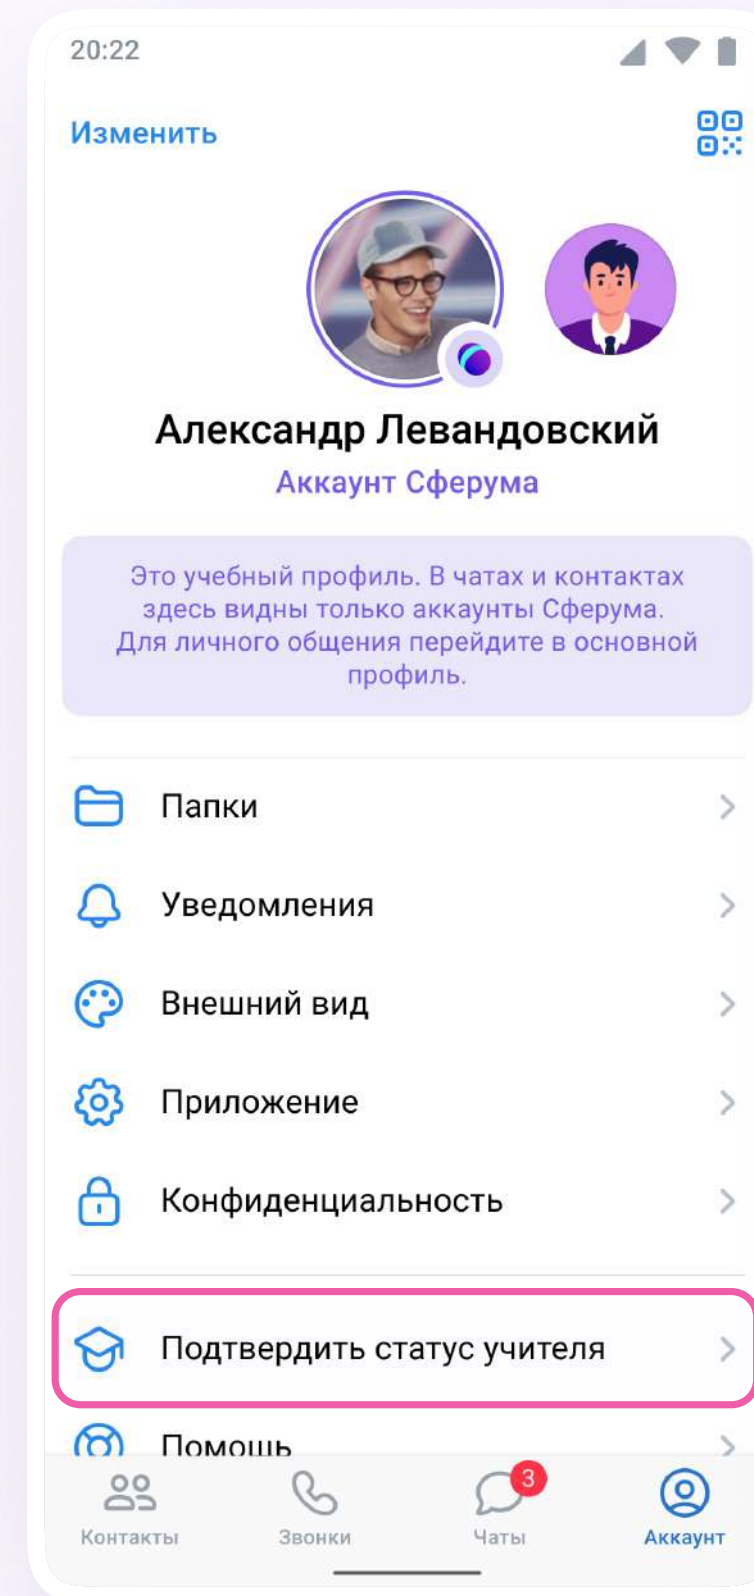 20:22
Изменить
Александр Левандовский
Аккаунт Сферума
Это учебный профиль. В чатах и контактах
здесь видны только аккаунты Сферума.
Для личного общения перейдите в основной
профиль.
Папки
Уведомления
Внешний вид
Приложение
Конфиденциальность
Подтвердить статус учителя
Помощь
3
Контакты
Звонки
Чаты
Аккаунт